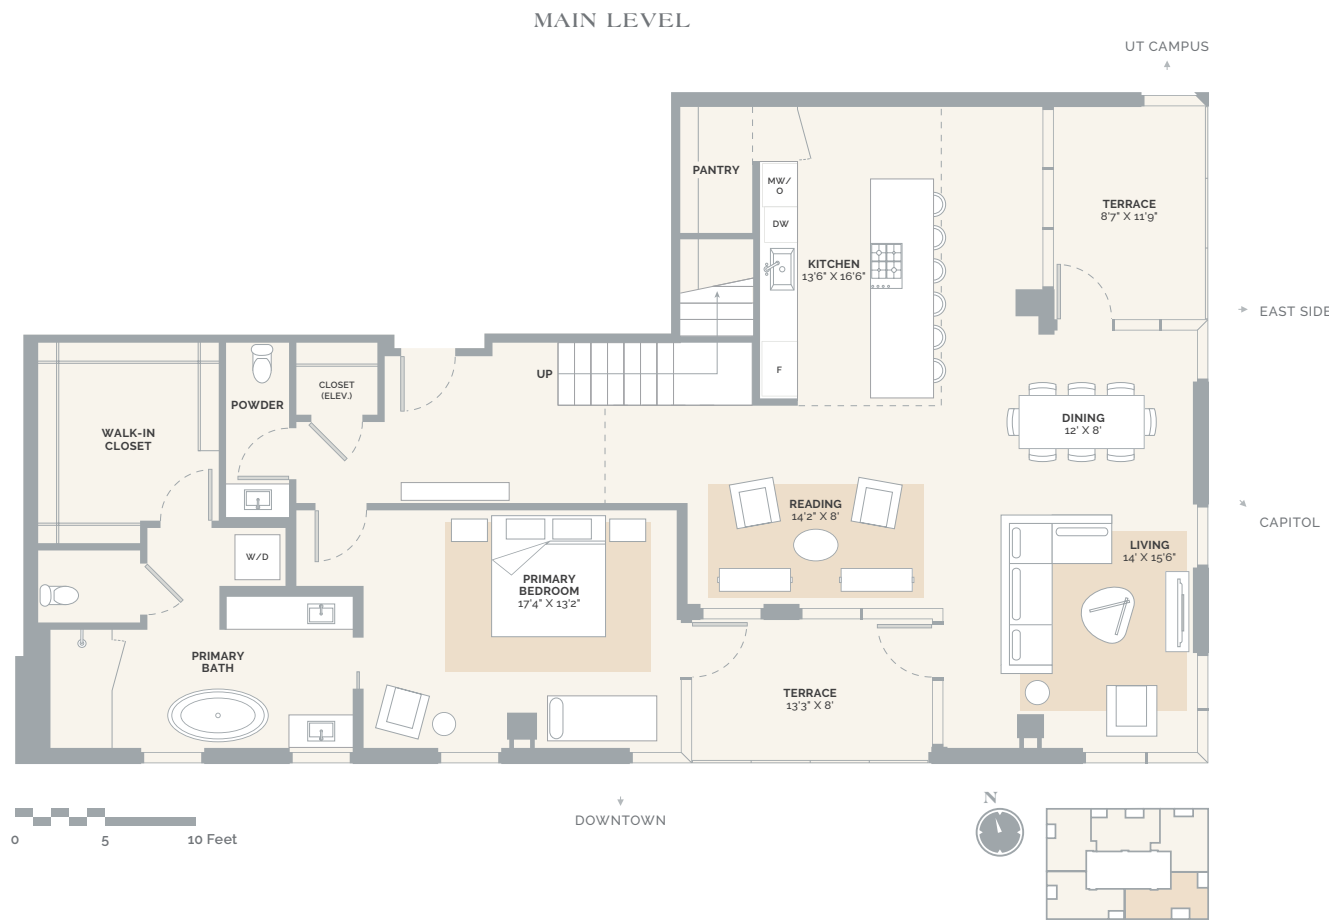 MAIN LEVEL
UT CAMPUS
PANTRY
MW/
O
DW
TERRACE
8'7" X 11'9"
KITCHEN
13'6" X 16'6"
EAST SIDE
F
UP
CLOSET
(ELEV.)
POWDER
WALK-IN
CLOSET
DINING
12' X 8'
READING
14'2" X 8'
CAPITOL
LIVING
14' X 15'6"
W/D
PRIMARY
BEDROOM
17'4" X 13'2"
PRIMARY
BATH
TERRACE
13'3" X 8'
DOWNTOWN
N
0 5 10 Feet